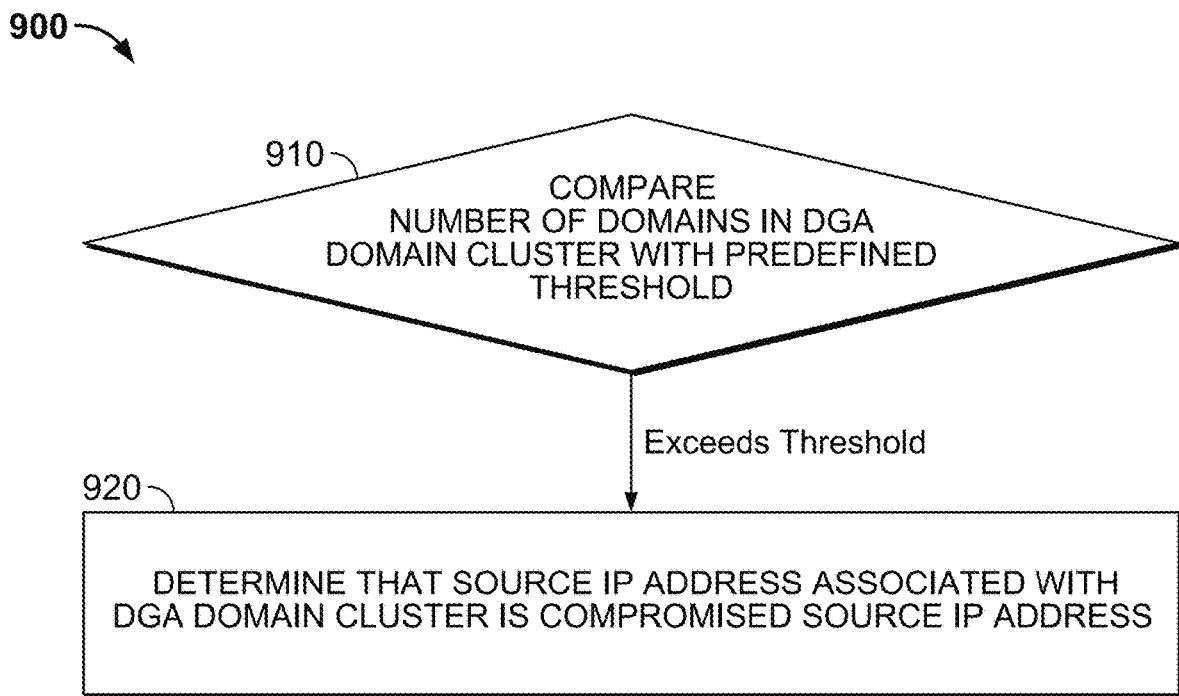 900
910
COMPARE
NUMBER OF DOMAINS IN DGA
DOMAIN CLUSTER WITH PREDEFINED
THRESHOLD
Exceeds Threshold
920
DETERMINE THAT SOURCE IP ADDRESS ASSOCIATED WITH
DGA DOMAIN CLUSTER IS COMPROMISED SOURCE IP ADDRESS